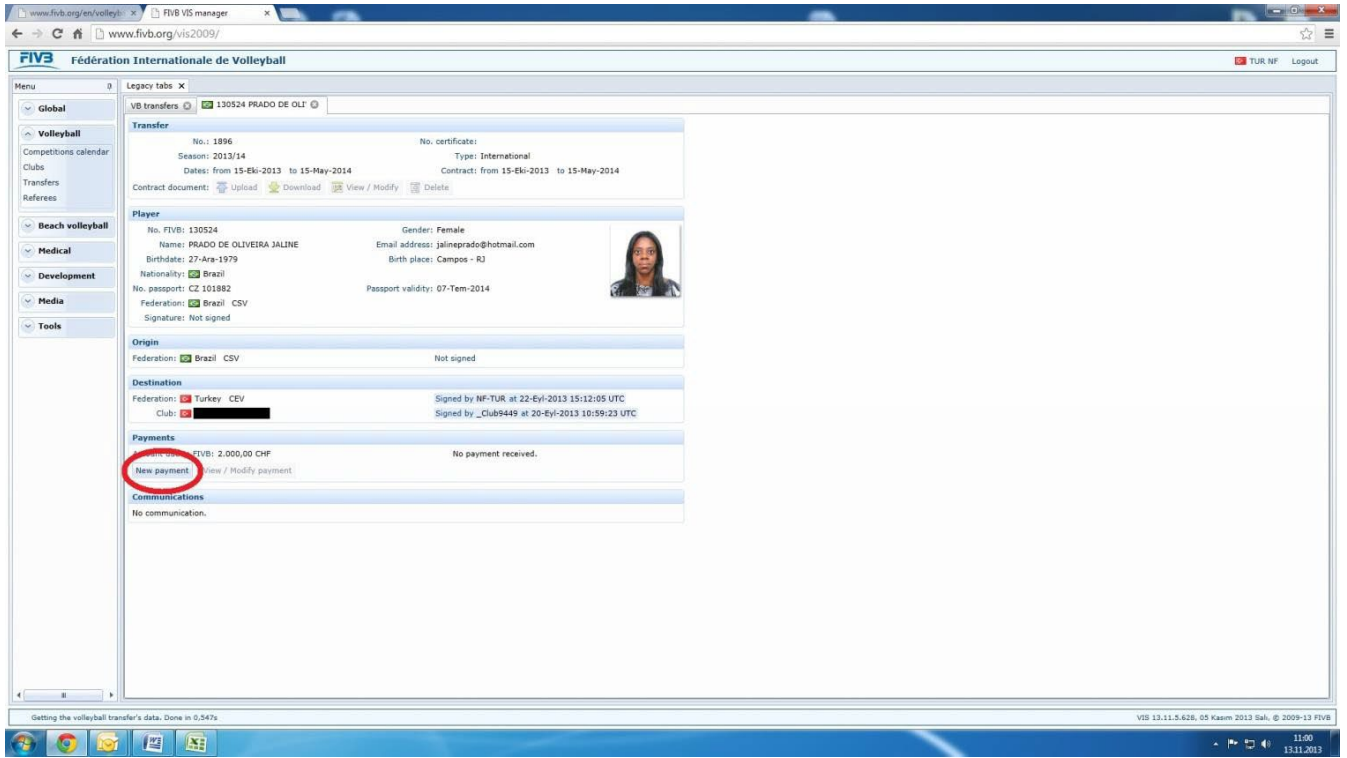 www.fivb.org/en/volleyb
FIVB VIS manager
www.fivb.org/vis2009/
FIVB Fédération Internationale de Volleyball
TUR NF Logout
Menu
Legacy tabs X
Global
VB transfers
130524 PRADO DE OLI
Transfer
No.: 1896 No. certificate:
Season: 2013/14 Type: International
Dates: from 15-Eki-2013 to 15-May-2014 Contract: from 15-Eki-2013 to 15-May-2014
Contract document: Upload Download View / Modify Delete
Volleyball
Competitions calendar
Clubs
Transfers
Referees
Beach volleyball
Medical
Development
Media
Tools
Player
No. FIVB: 130524 Gender: Female
Name: PRADO DE OLIVEIRA JALINE Email address: jalineprado@hotmail.com
Birthdate: 27-Ara-1979 Birth place: Campos - RJ
Nationality: Brazil
No. passport: CZ 101882 Passport validity: 07-Tem-2014
Federation: Brazil CSV
Signature: Not signed
Origin
Federation: Brazil CSV Not signed
Destination
Federation: Turkey CEV Signed by NF-TUR at 22-Eyl-2013 15:12:05 UTC
Club: Signed by _Club9449 at 20-Eyl-2013 10:59:23 UTC
Payments
FIVB: 2.000,00 CHF No payment received.
New payment View / Modify payment
Communications
No communication.
Getting the volleyball transfer's data. Done in 0,547s
VIS 13.11.5.628, 05 Kasım 2013 Salı, © 2009-13 FIVB
11:00
13.11.2013